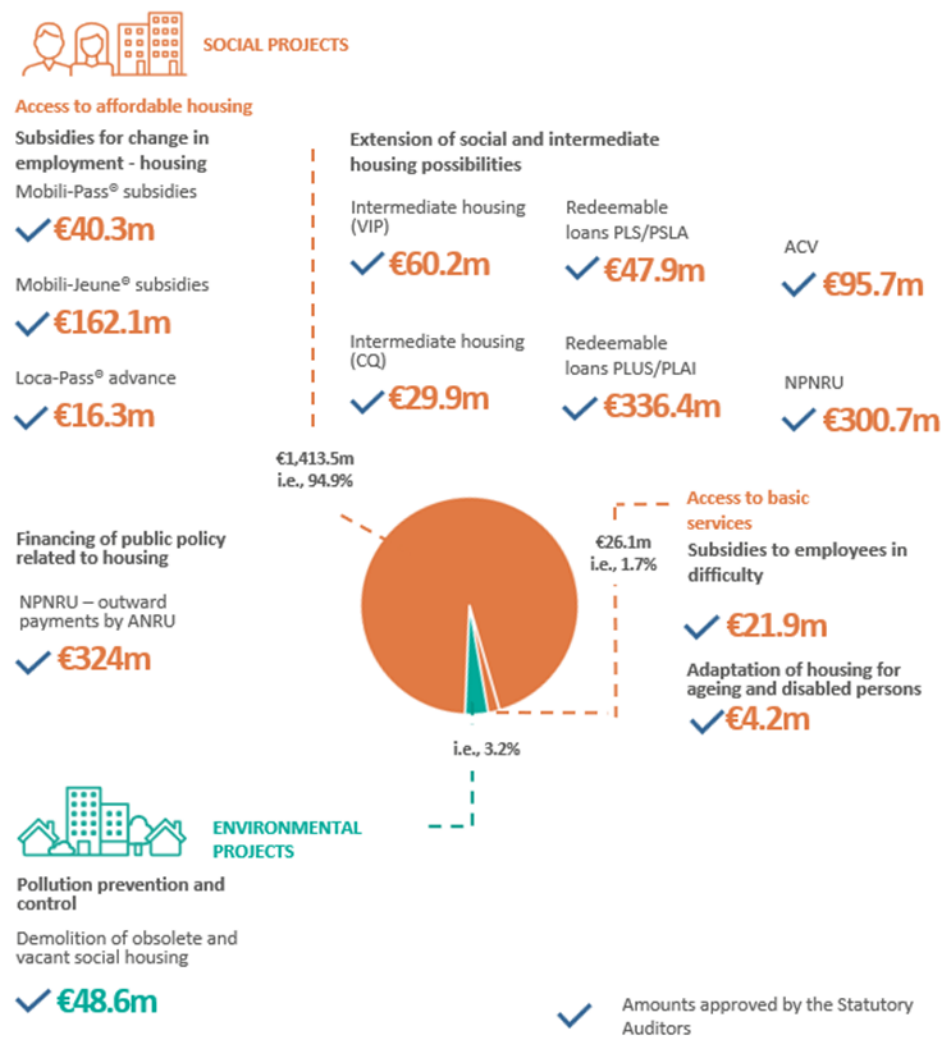 SOCIAL PROJECTS
Access to affordable housing
Subsidies for change in
employment - housing
Mobili-Pass® subsidies
€40.3m
Mobili-Jeune® subsidies
€162.1m
Loca-Pass® advance
€16.3m
Extension of social and intermediate
housing possibilities
Intermediate housing
(VIP)
€60.2m
Redeemable
loans PLS/PSLA
€47.9m
ACV
€95.7m
Intermediate housing
(CQ)
€29.9m
Redeemable
loans PLUS/PLAI
€336.4m
NPNRU
€300.7m
€1,413.5m
i.e., 94.9%
Financing of public policy
related to housing
NPNRU – outward
payments by ANRU
€324m
€26.1m
i.e., 1.7%
Access to basic
services
Subsidies to employees in
difficulty
€21.9m
Adaptation of housing for
ageing and disabled persons
€4.2m
i.e., 3.2%
ENVIRONMENTAL
PROJECTS
Pollution prevention and
control
Demolition of obsolete and
vacant social housing
€48.6m
Amounts approved by the Statutory
Auditors